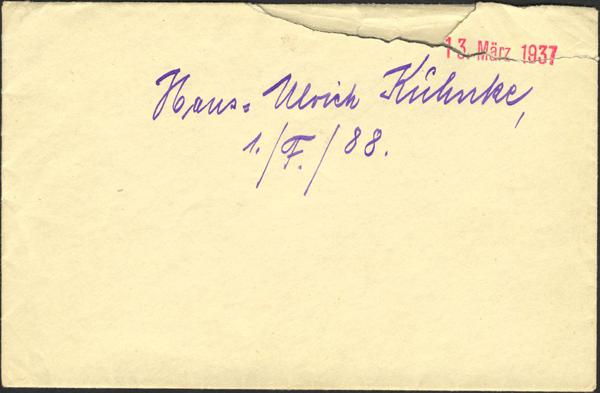 13. März 1937
Hans-Ulrich Kühnke,
1./F./88.